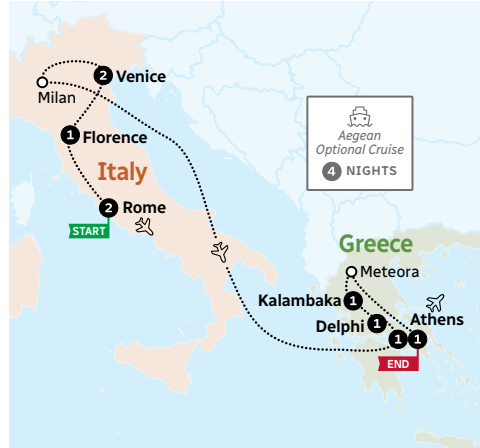 2 Venice
Milan
1 Florence
Italy
2 Rome
START
Aegean
Optional Cruise
4 NIGHTS
Greece
Meteora
Kalambaka 1
Delphi 1
Athens
1 1
END